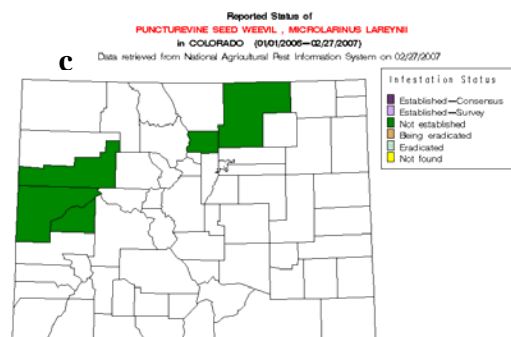 Reported Status of
PUNCTUREVINE SEED WEEVIL , MICROLARINUS LAREYNII
in COLORADO (01/01/2006–02/27/2007)
Data retrieved from National Agricultural Pest Information System on 02/27/2007
c
Infestation Status
Established–Consensus
Established–Survey
Not established
Being eradicated
Eradicated
Not found